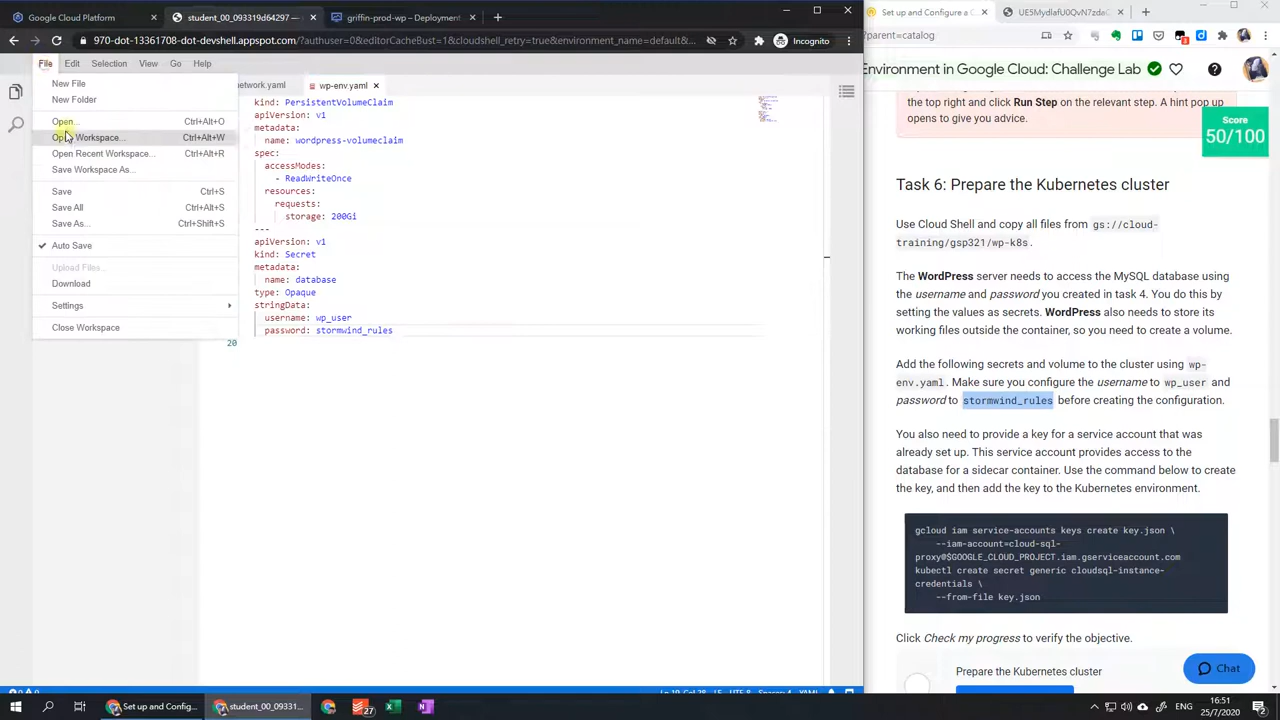 Google Cloud Platform
student_00_093319d64297 -
griffin-prod-wp – Deployment
Set up and Configure a C
UE5MydlafU0QvN7zdeC
970-dot-13361708-dot-devshell.appspot.com/?authuser=0&editorCacheBust=1&cloudshell_retry=true&environment_name=default&...
Incognito
?parent=catalog
File
Edit
Selection
View
Go
Help
Environment in Google Cloud: Challenge Lab
New File
New Folder
Open...
Ctrl+Alt+O
Open Workspace...
Ctrl+Alt+W
Open Recent Workspace...
Ctrl+Alt+R
Save Workspace As...
Save
Ctrl+S
Save All
Ctrl+Alt+S
Save As...
Ctrl+Shift+S
Auto Save
Upload Files...
Download
Settings
Close Workspace
etwork.yaml
wp-env.yaml
kind: PersistentVolumeClaim
apiVersion: v1
metadata:
name: wordpress-volumeclaim
spec:
accessModes:
- ReadWriteOnce
resources:
requests:
storage: 200Gi
---
apiVersion: v1
kind: Secret
metadata:
name: database
type: Opaque
stringData:
username: wp_user
password: stormwind_rules
20
the top right and click Run Step on the relevant step. A hint pop up
opens to give you advice.
Score
50/100
Task 6: Prepare the Kubernetes cluster
Use Cloud Shell and copy all files from gs://cloud-
training/gsp321/wp-k8s.
The WordPress server needs to access the MySQL database using
the username and password you created in task 4. You do this by
setting the values as secrets. WordPress also needs to store its
working files outside the container, so you need to create a volume.
Add the following secrets and volume to the cluster using wp-
env.yaml. Make sure you configure the username to wp_user and
password to stormwind_rules before creating the configuration.
You also need to provide a key for a service account that was
already set up. This service account provides access to the
database for a sidecar container. Use the command below to create
the key, and then add the key to the Kubernetes environment.
gcloud iam service-accounts keys create key.json \
--iam-account=cloud-sql-
proxy@$GOOGLE_CLOUD_PROJECT.iam.gserviceaccount.com
kubectl create secret generic cloudsql-instance-
credentials \
--from-file key.json
Click Check my progress to verify the objective.
Prepare the Kubernetes cluster
Chat
Ln 19, Col 28
LF
UTF-8
Spaces: 4
YAML
Set up and Config...
student_00_09331...
27
ENG
16:51
25/7/2020
2